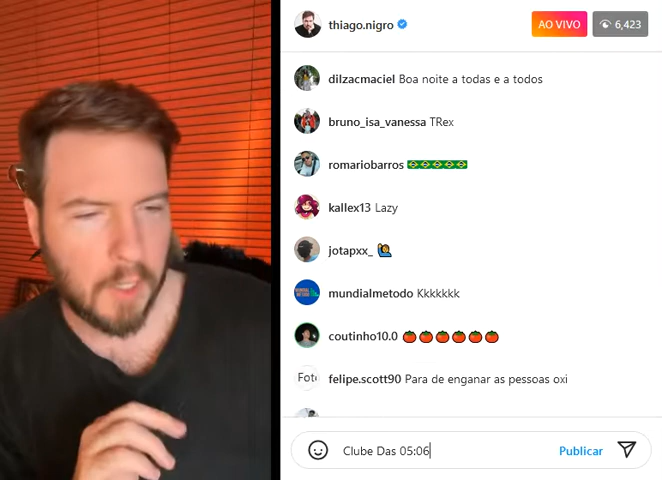 thiago.nigro
AO VIVO
6,423
dilzacmaciel Boa noite a todas e a todos
bruno_isa_vanessa TRex
romariobarros
kallex13 Lazy
jotapxx_
mundialmetodo Kkkkkkk
coutinho10.0
Foto
felipe.scott90 Para de enganar as pessoas oxi
Clube Das 05:06
Publicar